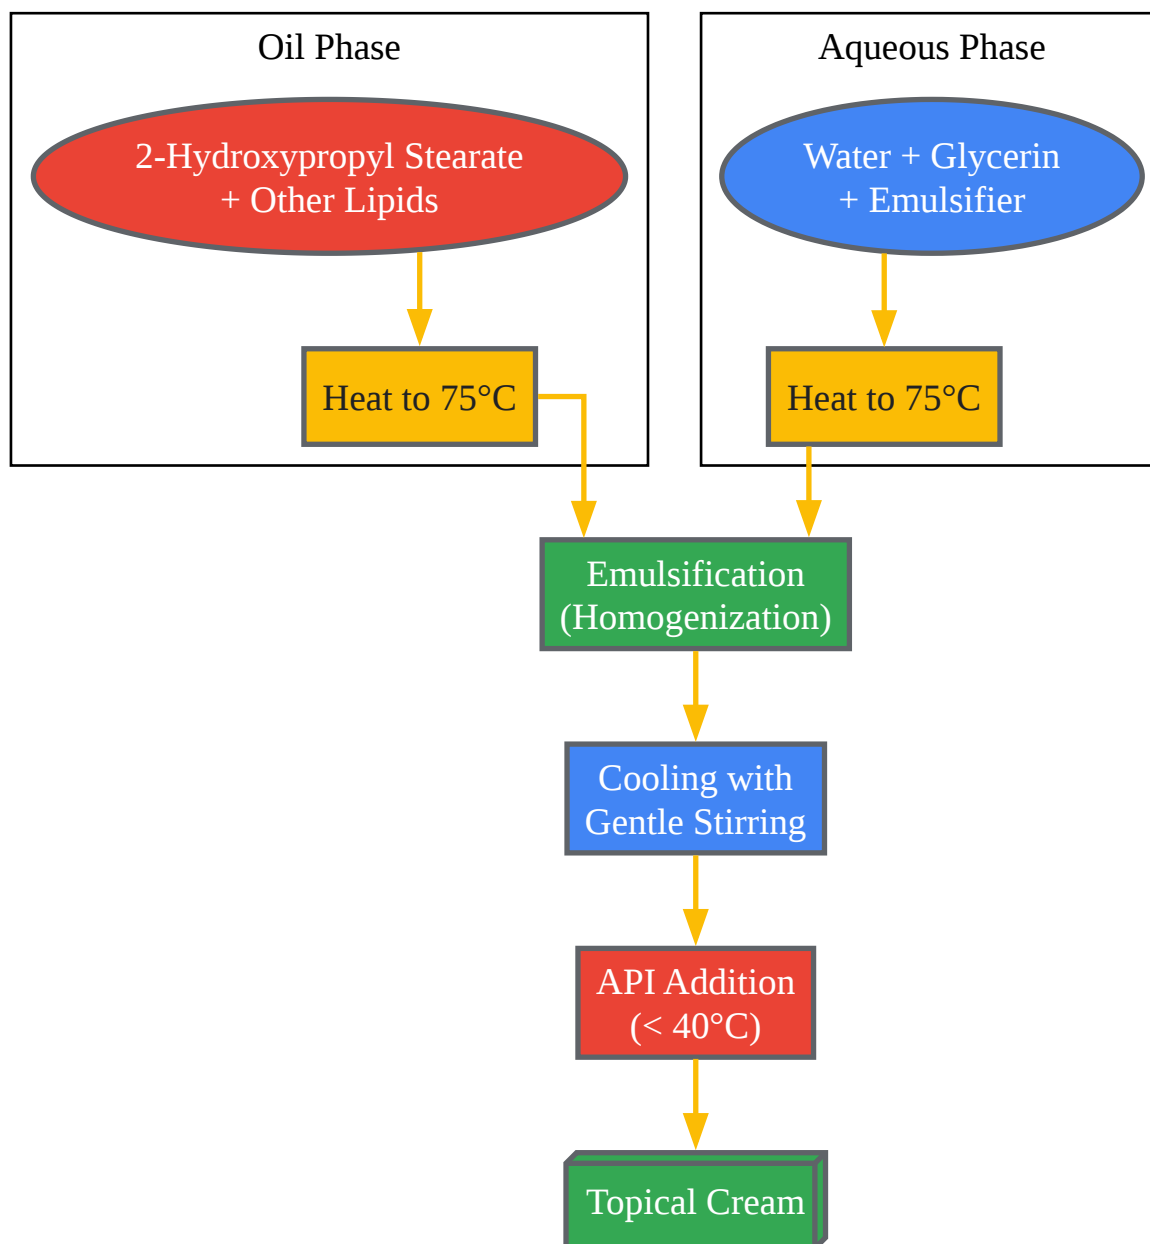 Oil Phase
2-Hydroxypropyl Stearate
+ Other Lipids
Heat to 75°C
Aqueous Phase
Water + Glycerin
+ Emulsifier
Heat to 75°C
Emulsification
(Homogenization)
Cooling with
Gentle Stirring
API Addition
(< 40°C)
Topical Cream